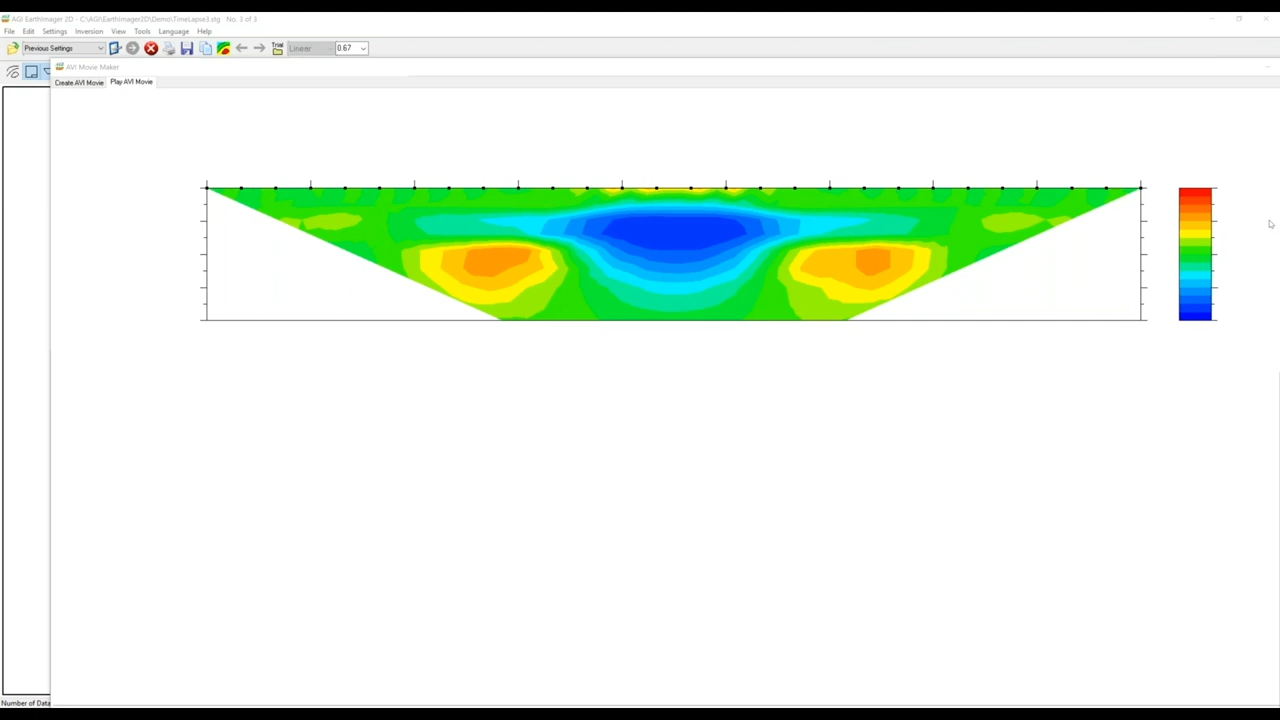 AGI EarthImager 2D - C:\AGI\EarthImager2D\Demo\TimeLapse3.stg No. 3 of 3
File Edit Settings Inversion View Tools Language Help
Previous Settings Trial Linear 0.67
AVI Movie Maker
Create AVI Movie Play AVI Movie
Number of Data